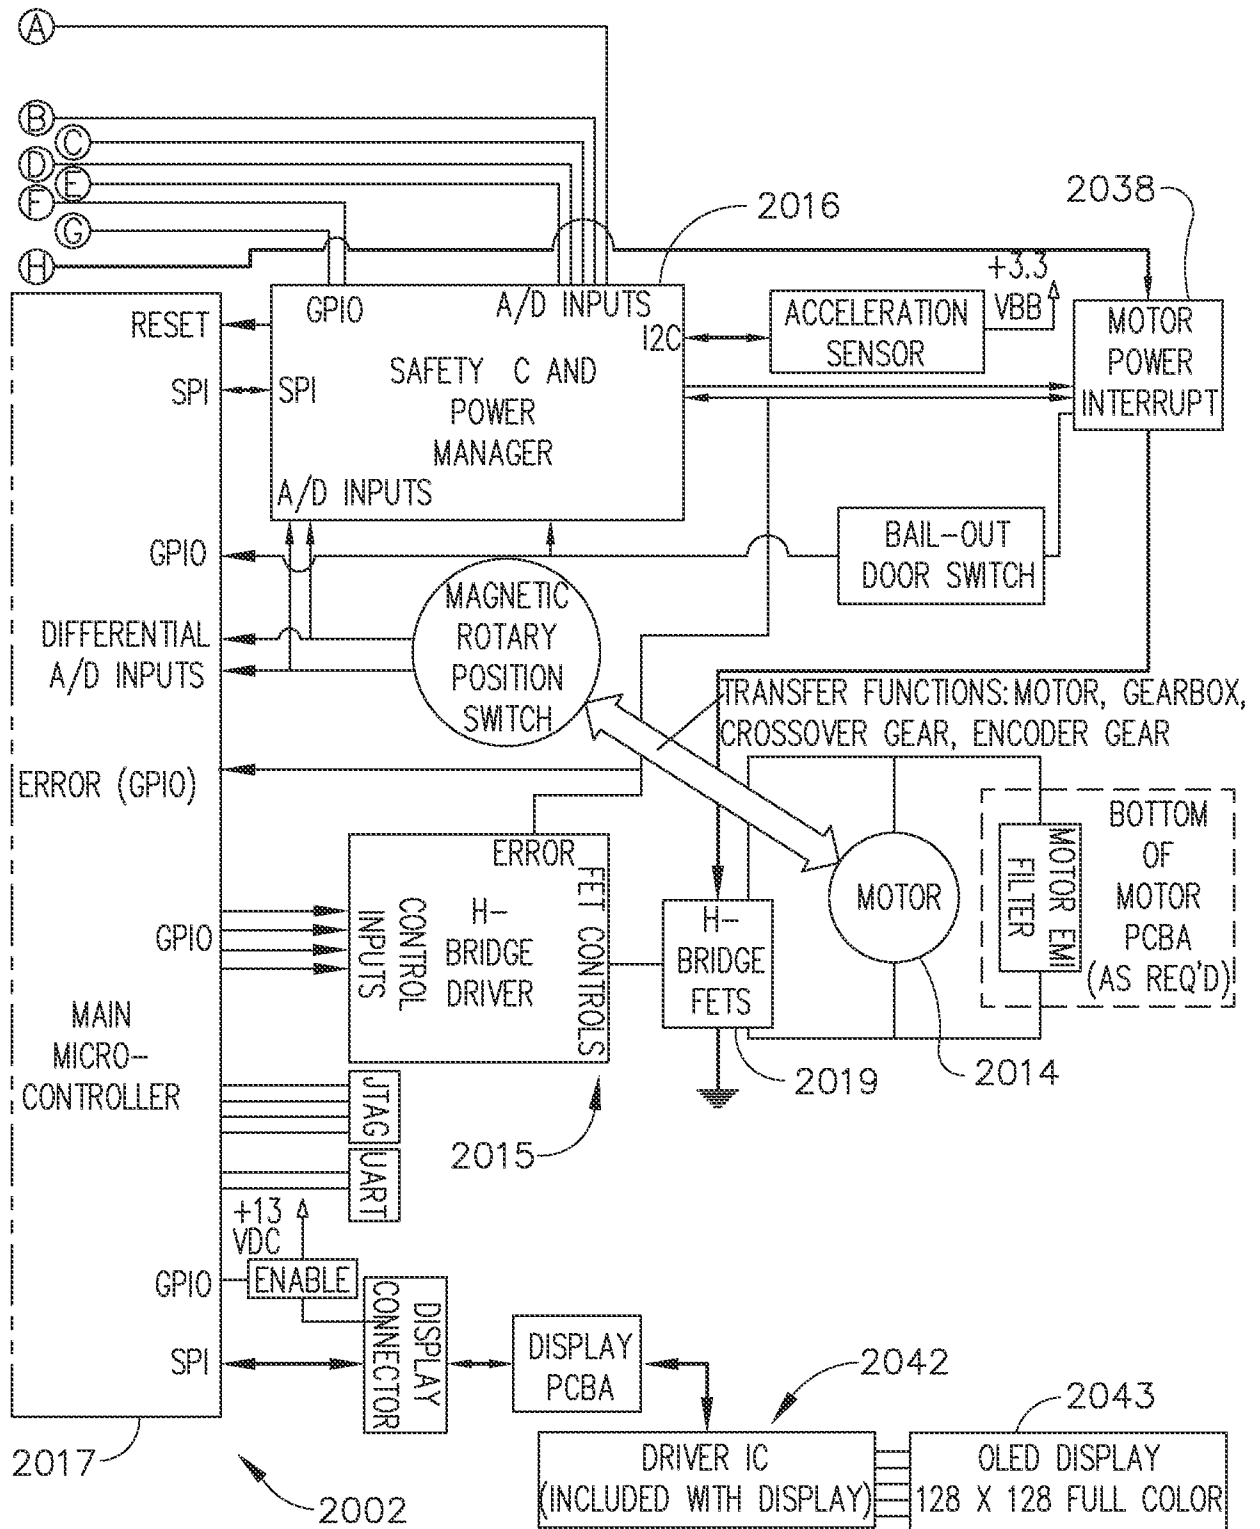 A
B
C
D
E
F
G
H
2016
2038
+3.3
VBB
RESET
SPI
GPIO
A/D INPUTS
I2C
SPI
SAFETY C AND
POWER
MANAGER
A/D INPUTS
ACCELERATION
SENSOR
MOTOR
POWER
INTERRUPT
GPIO
BAIL-OUT
DOOR SWITCH
DIFFERENTIAL
A/D INPUTS
MAGNETIC
ROTARY
POSITION
SWITCH
TRANSFER FUNCTIONS: MOTOR, GEARBOX,
CROSSOVER GEAR, ENCODER GEAR
ERROR (GPIO)
ERROR
FET CONTROLS
CONTROL
INPUTS
H-
BRIDGE
DRIVER
GPIO
H-
BRIDGE
FETS
MOTOR
MOTOR EMI
FILTER
BOTTOM
OF
MOTOR
PCBA
(AS REQ'D)
MAIN
MICRO-
CONTROLLER
2019
2014
2015
JTAG
UART
+13
VDC
GPIO
ENABLE
DISPLAY
CONNECTOR
SPI
DISPLAY
PCBA
2042
2043
DRIVER IC
(INCLUDED WITH DISPLAY)
OLED DISPLAY
128 X 128 FULL COLOR
2017
2002